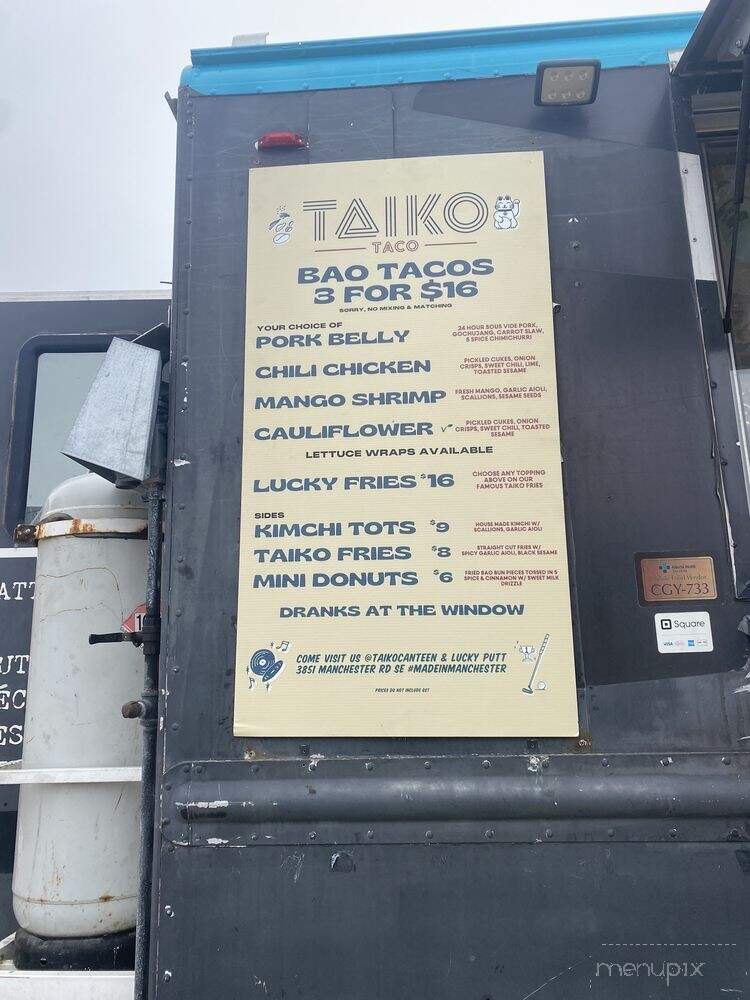 TAIKO
TACO
BAO TACOS
3 FOR $16
SORRY, NO MIXING & MATCHING
YOUR CHOICE OF
PORK BELLY
24 HOUR SOUS VIDE PORK,
GOCHUJANG, CARROT SLAW,
5 SPICE CHIMICHURRI
CHILI CHICKEN
PICKLED CUKES, ONION
CRISPS, SWEET CHILI, LIME,
TOASTED SESAME
MANGO SHRIMP
FRESH MANGO, GARLIC AIOLI,
SCALLIONS, SESAME SEEDS
CAULIFLOWER
PICKLED CUKES, ONION
CRISPS, SWEET CHILI, TOASTED
SESAME
LETTUCE WRAPS AVAILABLE
LUCKY FRIES $16
CHOOSE ANY TOPPING
ABOVE ON OUR
FAMOUS TAIKO FRIES
SIDES
KIMCHI TOTS $9
HOUSE MADE KIMCHI W/
SCALLIONS, GARLIC AIOLI
TAIKO FRIES $8
STRAIGHT CUT FRIES W/
SPICY GARLIC AIOLI, BLACK SESAME
MINI DONUTS $6
FRIED BAO BUN PIECES TOSSED IN 5
SPICE & CINNAMON W/ SWEET MILK
DRIZZLE
DRANKS AT THE WINDOW
COME VISIT US @TAIKOCANTEEN & LUCKY PUTT
3851 MANCHESTER RD SE #MADEINMANCHESTER
PRICES DO NOT INCLUDE GST
CGY-733
Square
VISA
menupix